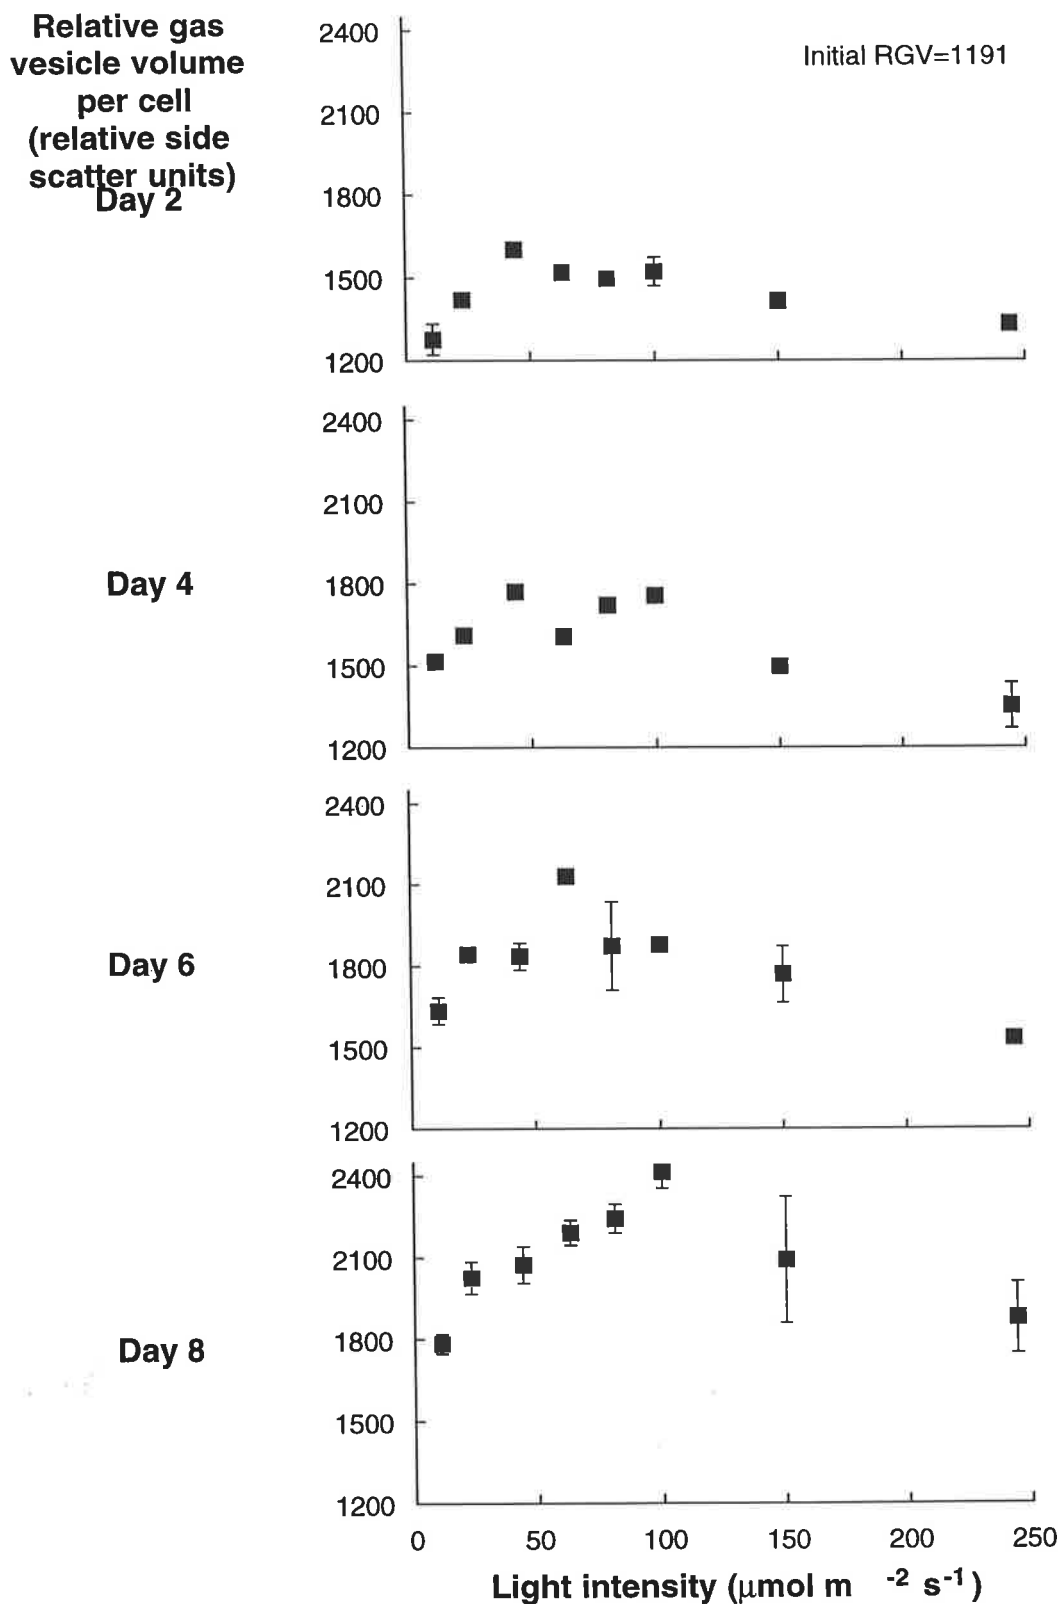 Relative gas
vesicle volume
per cell
(relative side
scatter units)
Day 2
2400
2100
1800
1500
1200
Initial RGV=1191
Day 4
2400
2100
1800
1500
1200
Day 6
2400
2100
1800
1500
1200
Day 8
2400
2100
1800
1500
1200
0 50 100 150 200 250
Light intensity (μmol m -2 s-1)